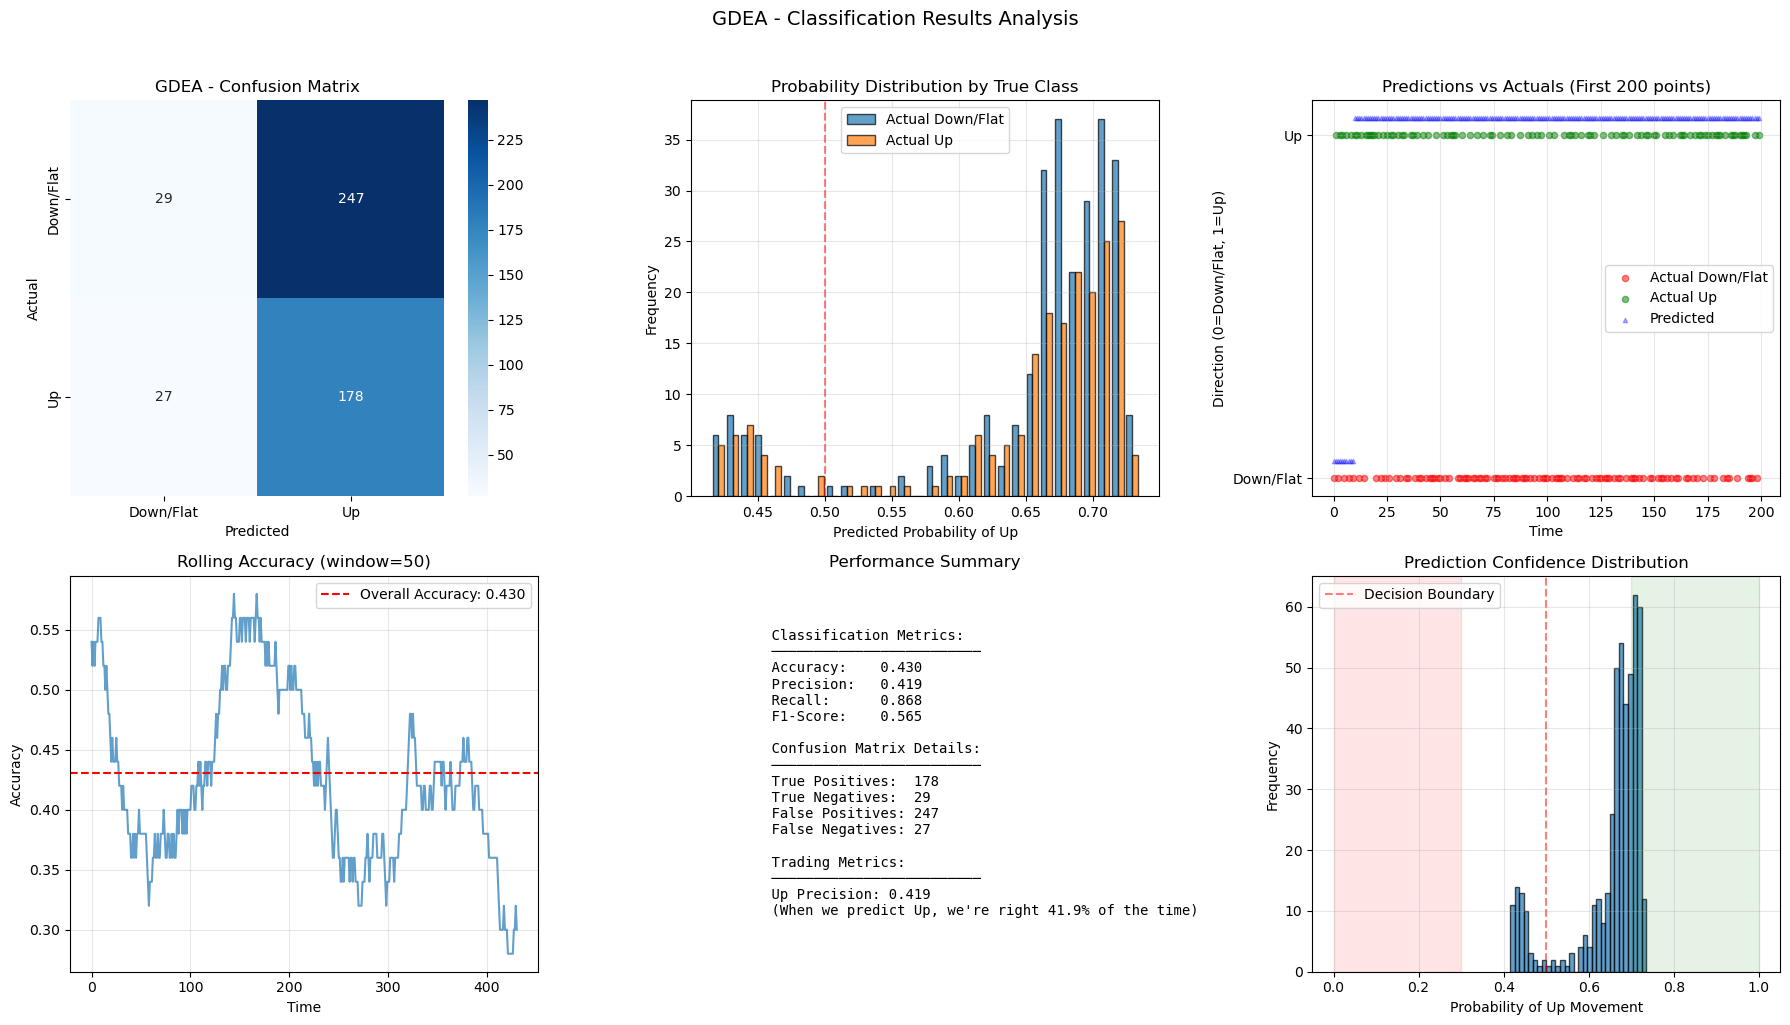 GDEA - Classification Results Analysis
GDEA - Confusion Matrix
Actual
Down/Flat
Up
29
247
27
178
Down/Flat
Up
Predicted
225
200
175
150
125
100
75
50
Probability Distribution by True Class
Actual Down/Flat
Actual Up
Frequency
35
30
25
20
15
10
5
0
0.45
0.50
0.55
0.60
0.65
0.70
Predicted Probability of Up
Predictions vs Actuals (First 200 points)
Direction (0=Down/Flat, 1=Up)
Up
Down/Flat
Actual Down/Flat
Actual Up
Predicted
0
25
50
75
100
125
150
175
200
Time
Rolling Accuracy (window=50)
Overall Accuracy: 0.430
Accuracy
0.55
0.50
0.45
0.40
0.35
0.30
0
100
200
300
400
Time
Performance Summary
Classification Metrics:
─────────────────────────
Accuracy: 0.430
Precision: 0.419
Recall: 0.868
F1-Score: 0.565
Confusion Matrix Details:
─────────────────────────
True Positives: 178
True Negatives: 29
False Positives: 247
False Negatives: 27
Trading Metrics:
─────────────────────────
Up Precision: 0.419
(When we predict Up, we're right 41.9% of the time)
Prediction Confidence Distribution
Decision Boundary
Frequency
60
50
40
30
20
10
0
0.0
0.2
0.4
0.6
0.8
1.0
Probability of Up Movement